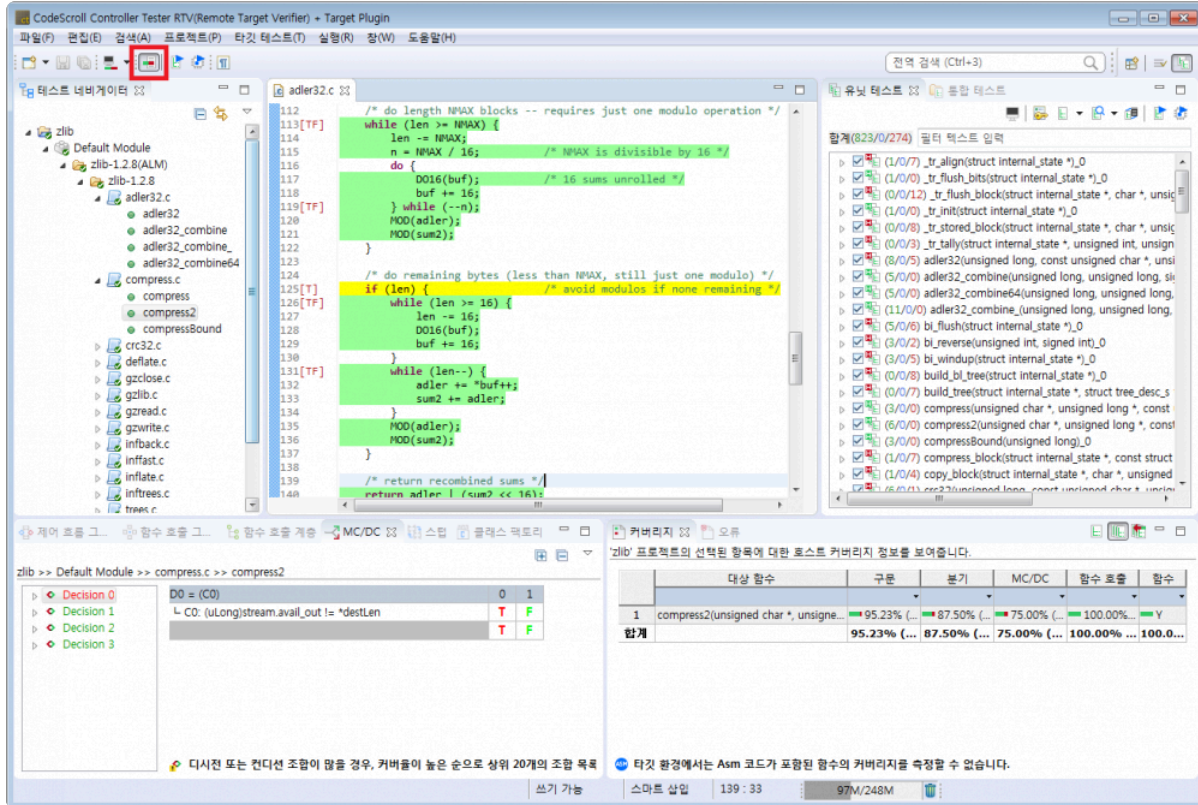 CodeScroll Controller Tester RTV(Remote Target Verifier) + Target Plugin
파일(F) 편집(E) 검색(A) 프로젝트(P) 타깃 테스트(T) 실행(R) 창(W) 도움말(H)
전역 검색 (Ctrl+3)
테스트 네비게이터
zlib
Default Module
zlib-1.2.8(ALM)
zlib-1.2.8
adler32.c
adler32
adler32_combine
adler32_combine_
adler32_combine64
compress.c
compress
compress2
compressBound
crc32.c
deflate.c
gzclose.c
gzlib.c
gzread.c
gzwrite.c
infback.c
inffast.c
inflate.c
inftrees.c
trees.c
adler32.c
112 /* do length NMAX blocks -- requires just one modulo operation */
113[TF] while (len >= NMAX) {
114 len -= NMAX;
115 n = NMAX / 16; /* NMAX is divisible by 16 */
116 do {
117 DO16(buf); /* 16 sums unrolled */
118 buf += 16;
119[TF] } while (--n);
120 MOD(adler);
121 MOD(sum2);
122 }
123
124 /* do remaining bytes (less than NMAX, still just one modulo) */
125[T] if (len) { /* avoid modulos if none remaining */
126[TF] while (len >= 16) {
127 len -= 16;
128 DO16(buf);
129 buf += 16;
130 }
131[TF] while (len--) {
132 adler += *buf++;
133 sum2 += adler;
134 }
135 MOD(adler);
136 MOD(sum2);
137 }
138
139 /* return recombined sums */
140 return adler | (sum2 << 16);
유닛 테스트 통합 테스트
합계(823/0/274) 필터 텍스트 입력
(1/0/7) _tr_align(struct internal_state *)_0
(1/0/0) _tr_flush_bits(struct internal_state *)_0
(0/0/12) _tr_flush_block(struct internal_state *, char *, unsig
(1/0/0) _tr_init(struct internal_state *)_0
(0/0/8) _tr_stored_block(struct internal_state *, char *, unsig
(0/0/3) _tr_tally(struct internal_state *, unsigned int, unsign
(8/0/5) adler32(unsigned long, const unsigned char *, unsi
(5/0/0) adler32_combine(unsigned long, unsigned long, sig
(5/0/0) adler32_combine64(unsigned long, unsigned long,
(11/0/0) adler32_combine_(unsigned long, unsigned long,
(5/0/6) bi_flush(struct internal_state *)_0
(3/0/2) bi_reverse(unsigned int, signed int)_0
(3/0/5) bi_windup(struct internal_state *)_0
(0/0/8) build_bl_tree(struct internal_state *)_0
(0/0/7) build_tree(struct internal_state *, struct tree_desc_s
(3/0/0) compress(unsigned char *, unsigned long *, const
(6/0/0) compress2(unsigned char *, unsigned long *, const
(3/0/0) compressBound(unsigned long)_0
(1/0/7) compress_block(struct internal_state *, const struct
(1/0/4) copy_block(struct internal_state *, char *, unsigned
(6/0/1) crc32(unsigned long, const unsigned char *, unsign
제어 흐름 그... 함수 호출 그... 함수 호출 계층 MC/DC 스텁 클래스 팩토리
zlib >> Default Module >> compress.c >> compress2
Decision 0
Decision 1
Decision 2
Decision 3
D0 = (C0) 0 1
C0: (uLong)stream.avail_out != *destLen T F
T F
디시전 또는 컨디션 조합이 많을 경우, 커버율이 높은 순으로 상위 20개의 조합 목록
커버리지 오류
'zlib' 프로젝트의 선택된 항목에 대한 호스트 커버리지 정보를 보여줍니다.
대상 함수 구문 분기 MC/DC 함수 호출 함수
1 compress2(unsigned char *, unsigne... 95.23% (... 87.50% (... 75.00% (... 100.00%... Y
합계 95.23% (... 87.50% (... 75.00% (... 100.00% ... 100.0...
타깃 환경에서는 Asm 코드가 포함된 함수의 커버리지를 측정할 수 없습니다.
쓰기 가능 스마트 삽입 139 : 33 97M/248M